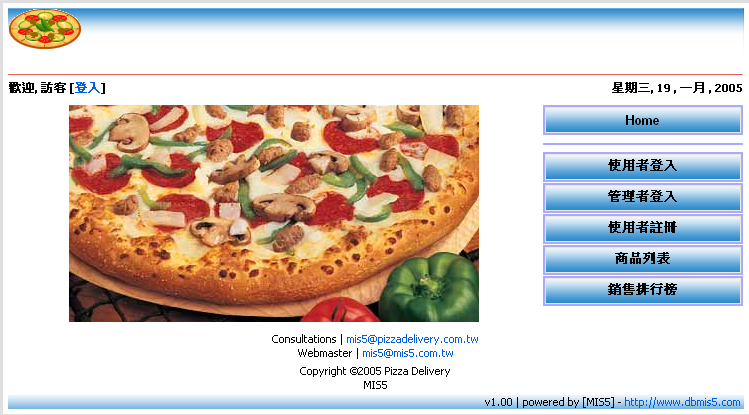 歡迎, 訪客 [登入]
星期三, 19 , 一月 , 2005
Home
使用者登入
管理者登入
使用者註冊
商品列表
銷售排行榜
Consultations | mis5@pizzadelivery.com.tw
Webmaster | mis5@mis5.com.tw
Copyright ©2005 Pizza Delivery
MIS5
v1.00 | powered by [MIS5] - http://www.dbmis5.com